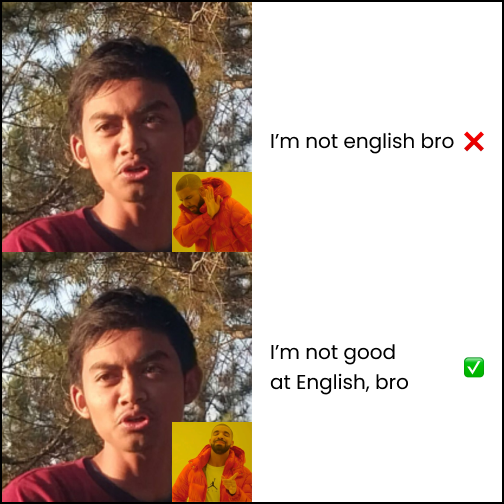 I’m not english bro ❌
I’m not good
at English, bro ✅